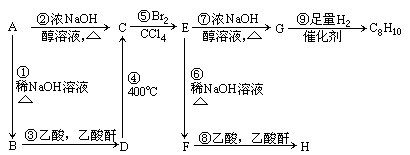 A ②浓NaOH 醇溶液,△ C ⑤Br₂ CCl₄ E ⑦浓NaOH 醇溶液,△ G ⑨足量H₂ 催化剂 C₈H₁₀
① 稀NaOH溶液 △ ④ 400℃ ⑥ 稀NaOH溶液 △
B ③乙酸，乙酸酐 D F ⑧乙酸，乙酸酐 H